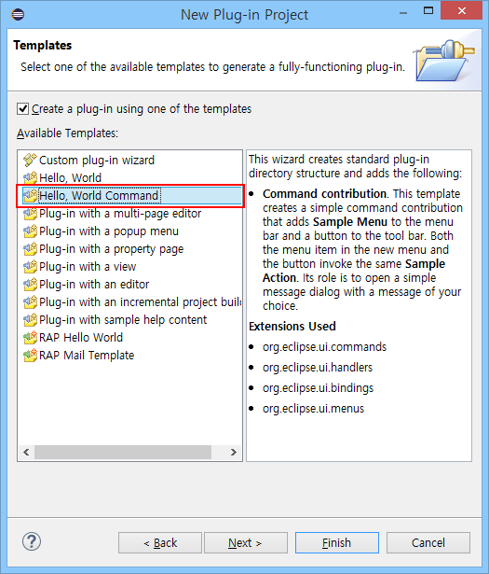 New Plug-in Project
Templates
Select one of the available templates to generate a fully-functioning plug-in.
Create a plug-in using one of the templates
Available Templates:
Custom plug-in wizard
Hello, World
Hello, World Command
Plug-in with a multi-page editor
Plug-in with a popup menu
Plug-in with a property page
Plug-in with a view
Plug-in with an editor
Plug-in with an incremental project buil
Plug-in with sample help content
RAP Hello World
RAP Mail Template
This wizard creates standard plug-in
directory structure and adds the following:
Command contribution. This template
creates a simple command contribution
that adds Sample Menu to the menu
bar and a button to the tool bar. Both
the menu item in the new menu and
the button invoke the same Sample
Action. Its role is to open a simple
message dialog with a message of your
choice.
Extensions Used
org.eclipse.ui.commands
org.eclipse.ui.handlers
org.eclipse.ui.bindings
org.eclipse.ui.menus
< Back
Next >
Finish
Cancel